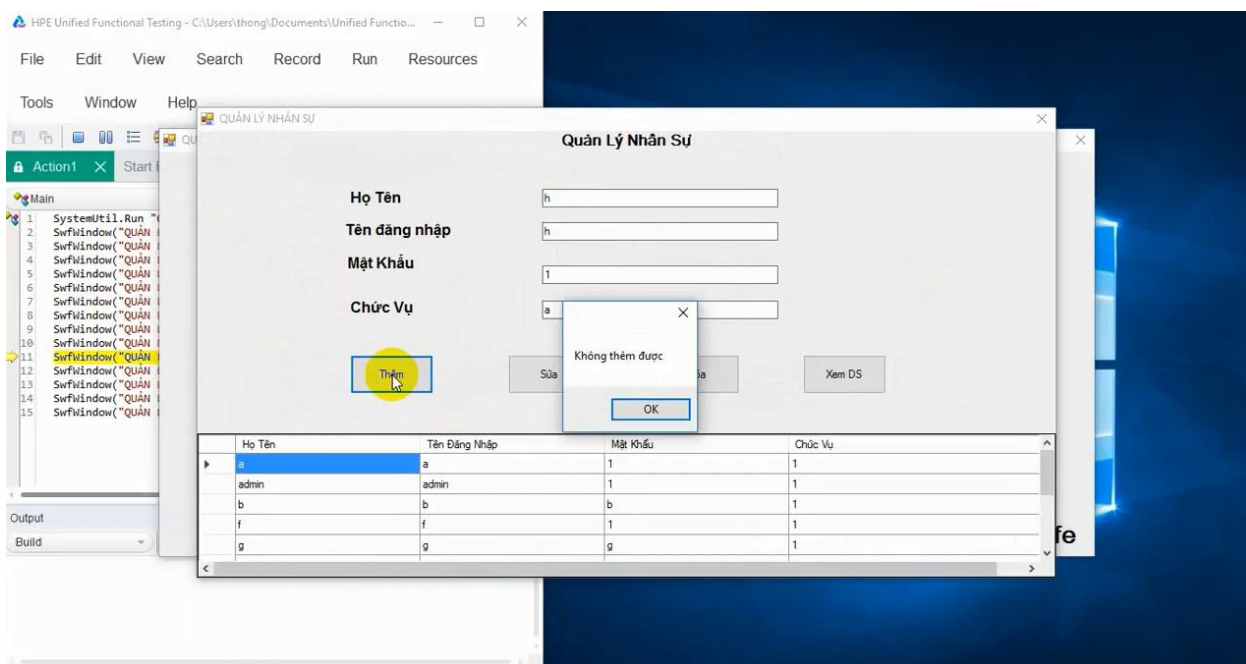 HPE Unified Functional Testing - C:\Users\thong\Documents\Unified Functio...
File Edit View Search Record Run Resources
Tools Window Help
QUẢN LÝ NHÂN SỰ
QU
Quản Lý Nhân Sự
Action1 Start
Main
1 SystemUtil.Run "
2 SwfWindow("QUẢN
3 SwfWindow("QUẢN
4 SwfWindow("QUẢN
5 SwfWindow("QUẢN
6 SwfWindow("QUẢN
7 SwfWindow("QUẢN
8 SwfWindow("QUẢN
9 SwfWindow("QUẢN
10 SwfWindow("QUẢN
11 SwfWindow("QUẢN
12 SwfWindow("QUẢN
13 SwfWindow("QUẢN
14 SwfWindow("QUẢN
15 SwfWindow("QUẢN
Họ Tên h
Tên đăng nhập h
Mật Khẩu 1
Chức Vụ a
Không thêm được
OK
Thêm Sửa óa Xem DS
Họ Tên Tên Đăng Nhập Mật Khẩu Chức Vụ
a a 1 1
admin admin 1 1
b b b 1
f f 1 1
g g g 1
Output
Build
fe